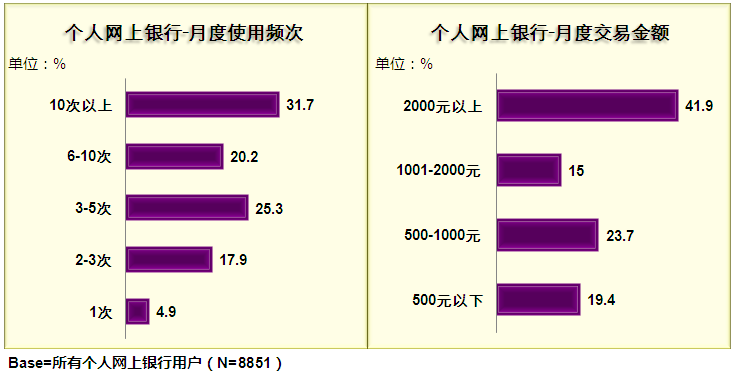 个人网上银行-月度使用频次
单位：%
10次以上 31.7
6-10次 20.2
3-5次 25.3
2-3次 17.9
1次 4.9
个人网上银行-月度交易金额
单位：%
2000元以上 41.9
1001-2000元 15
500-1000元 23.7
500元以下 19.4
Base=所有个人网上银行用户（N=8851）